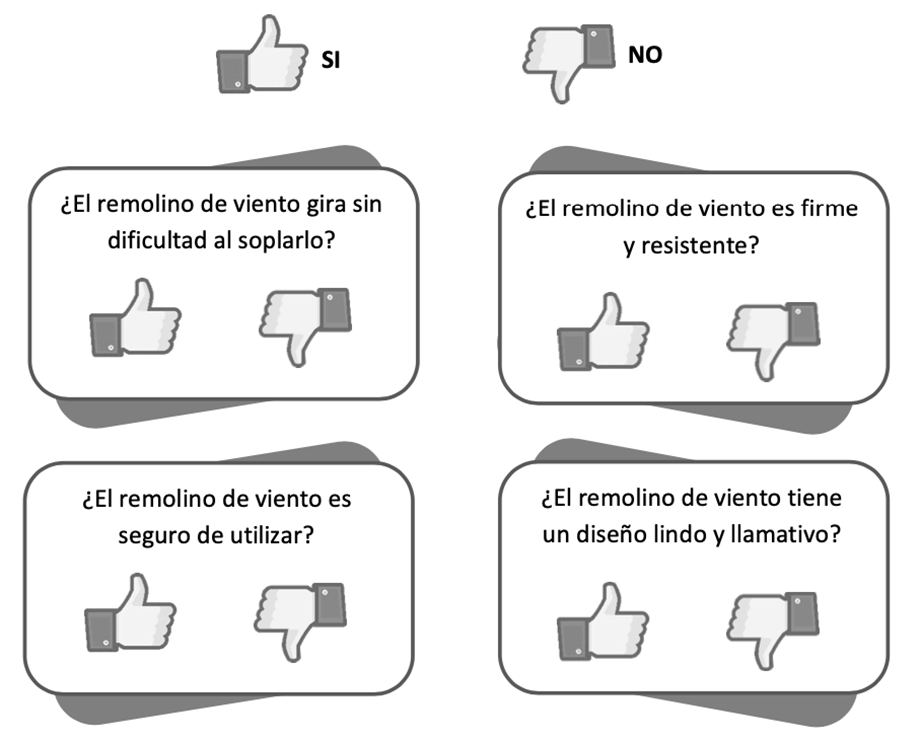 SI
NO
¿El remolino de viento gira sin
dificultad al soplarlo?
¿El remolino de viento es firme
y resistente?
¿El remolino de viento es
seguro de utilizar?
¿El remolino de viento tiene
un diseño lindo y llamativo?